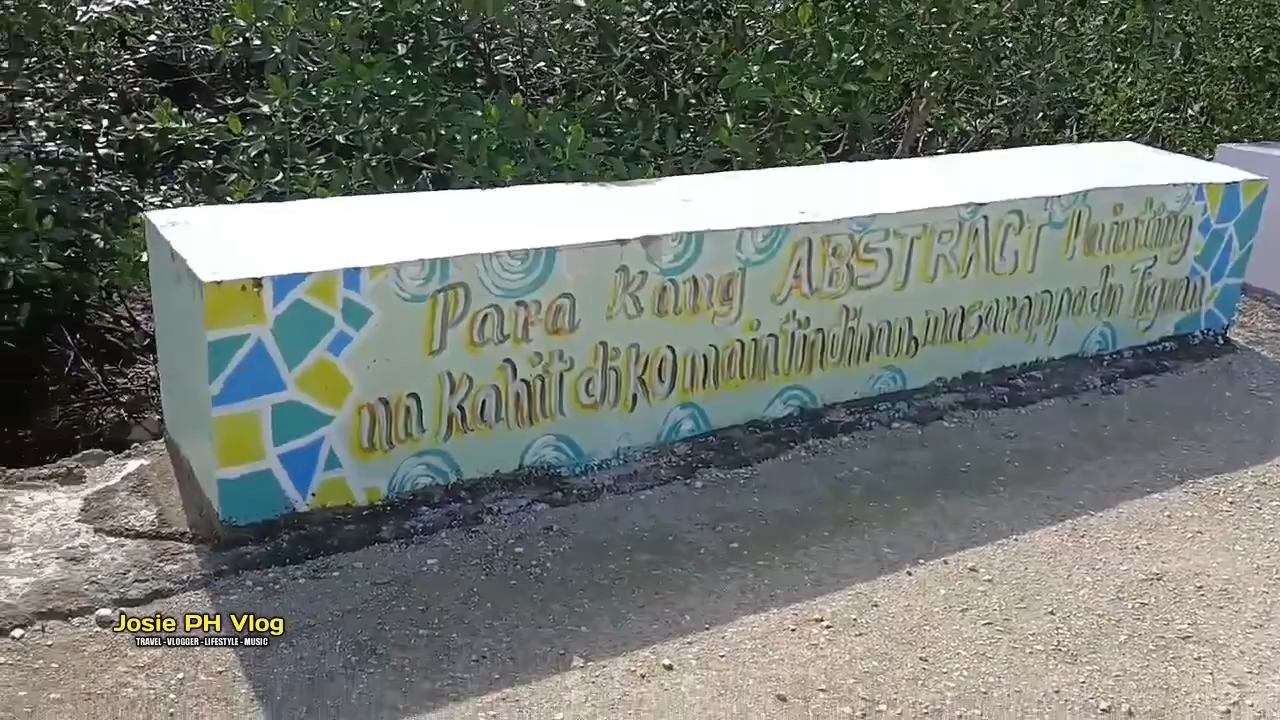 Para Kang ABSTRACT Painting
na Kahit di ko maintindihan, masarap pa din Tignan
Josie PH Vlog
TRAVEL - VLOGGER - LIFESTYLE - MUSIC